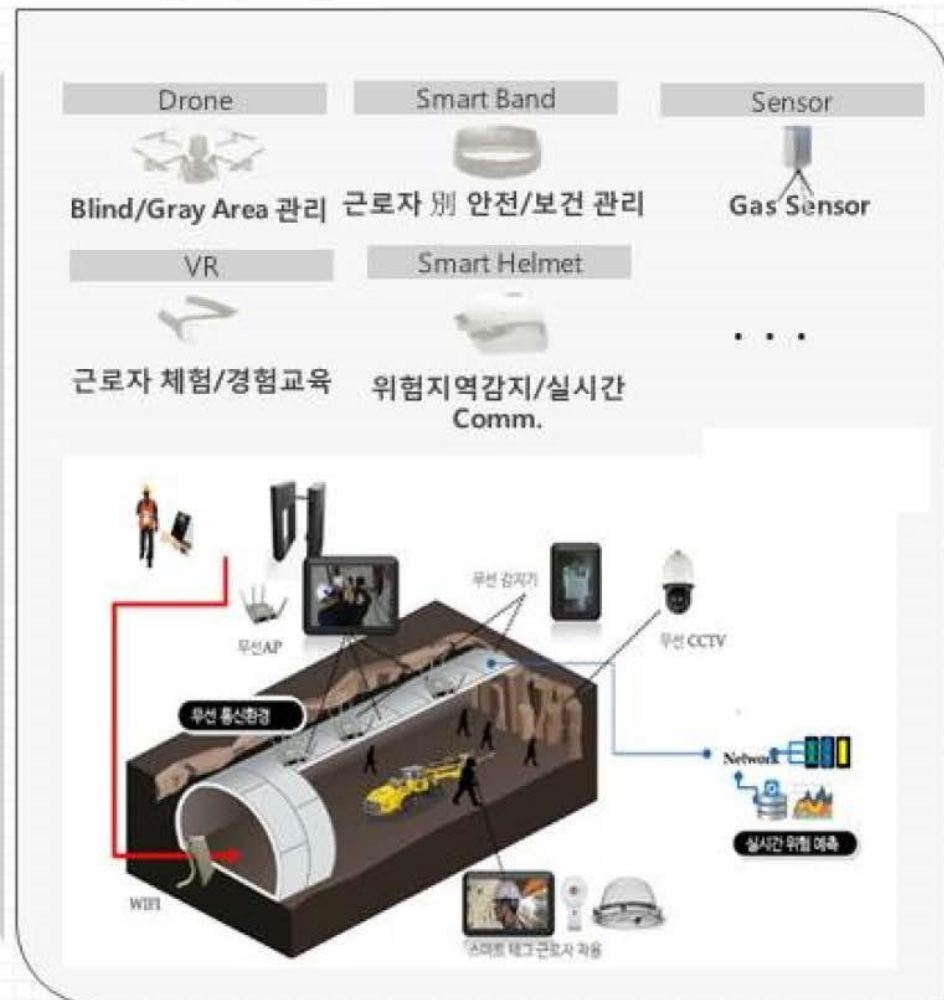 Drone
Smart Band
Sensor
Blind/Gray Area 관리
근로자 別 안전/보건 관리
Gas Sensor
VR
Smart Helmet
근로자 체험/경험교육
위험지역감지/실시간
Comm.
. . .
무선 감지기
무선AP
무선 CCTV
무선 통신환경
Network
실시간 위험 예측
WIFI
스마트 태그 근로자 착용